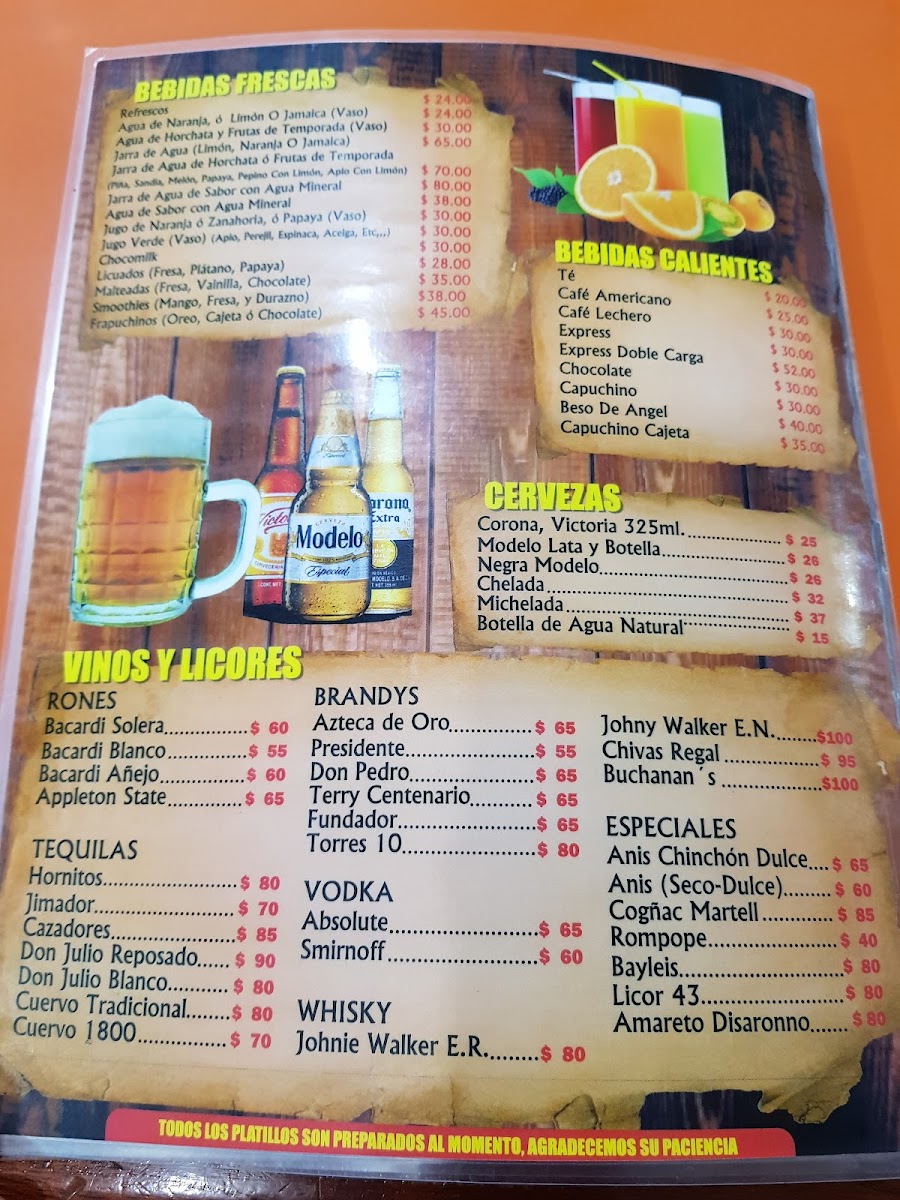 BEBIDAS FRESCAS
Refrescos $ 24.00
Agua de Naranja, ó Limón O Jamaica (Vaso) $ 24.00
Agua de Horchata y Frutas de Temporada (Vaso) $ 30.00
Jarra de Agua (Limón, Naranja O Jamaica) $ 65.00
Jarra de Agua de Horchata ó Frutas de Temporada
(Piña, Sandia, Melón, Papaya, Pepino Con Limón, Apio Con Limón) $ 70.00
Jarra de Agua de Sabor con Agua Mineral $ 80.00
Agua de Sabor con Agua Mineral $ 38.00
Jugo de Naranja ó Zanahoria, ó Papaya (Vaso) $ 30.00
Jugo Verde (Vaso) (Apio, Perejil, Espinaca, Acelga, Etc,,,) $ 30.00
Chocomilk $ 30.00
Licuados (Fresa, Plátano, Papaya) $ 28.00
Malteadas (Fresa, Vainilla, Chocolate) $ 35.00
Smoothies (Mango, Fresa, y Durazno) $38.00
Frapuchinos (Oreo, Cajeta ó Chocolate) $ 45.00
BEBIDAS CALIENTES
Té $ 20.00
Café Americano $ 25.00
Café Lechero $ 30.00
Express $ 30.00
Express Doble Carga $ 52.00
Chocolate $ 30.00
Capuchino $ 30.00
Beso De Angel $ 40.00
Capuchino Cajeta $ 35.00
Victoria
CERVEZA
Modelo
Especial
Corona
Extra
CERVEZAS
Corona, Victoria 325ml. $ 25
Modelo Lata y Botella $ 26
Negra Modelo $ 26
Chelada $ 32
Michelada $ 37
Botella de Agua Natural $ 15
VINOS Y LICORES
RONES
Bacardi Solera $ 60
Bacardi Blanco $ 55
Bacardi Añejo $ 60
Appleton State $ 65
TEQUILAS
Hornitos $ 80
Jimador $ 70
Cazadores $ 85
Don Julio Reposado $ 90
Don Julio Blanco $ 80
Cuervo Tradicional $ 80
Cuervo 1800 $ 70
BRANDYS
Azteca de Oro $ 65
Presidente $ 55
Don Pedro $ 65
Terry Centenario $ 65
Fundador $ 65
Torres 10 $ 80
VODKA
Absolute $ 65
Smirnoff $ 60
WHISKY
Johnie Walker E.R. $ 80
Johny Walker E.N. $100
Chivas Regal $ 95
Buchanan´s $100
ESPECIALES
Anis Chinchón Dulce $ 65
Anis (Seco-Dulce) $ 60
Cogñac Martell $ 85
Rompope $ 40
Bayleis $ 80
Licor 43 $ 80
Amareto Disaronno $ 80
TODOS LOS PLATILLOS SON PREPARADOS AL MOMENTO, AGRADECEMOS SU PACIENCIA